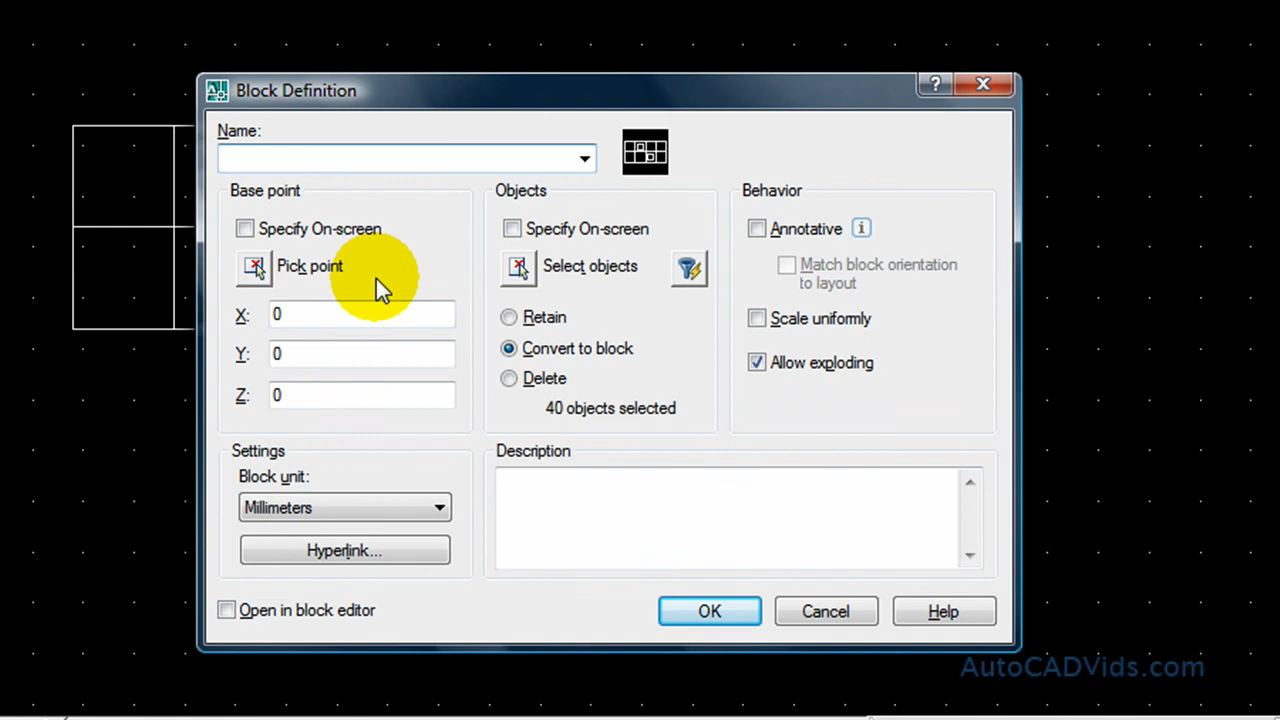 Block Definition
?
Name:
Base point
Specify On-screen
Pick point
X: 0
Y: 0
Z: 0
Objects
Specify On-screen
Select objects
Retain
Convert to block
Delete
40 objects selected
Behavior
Annotative i
Match block orientation
to layout
Scale uniformly
Allow exploding
Settings
Block unit:
Millimeters
Hyperlink...
Description
Open in block editor
OK
Cancel
Help
AutoCADVids.com